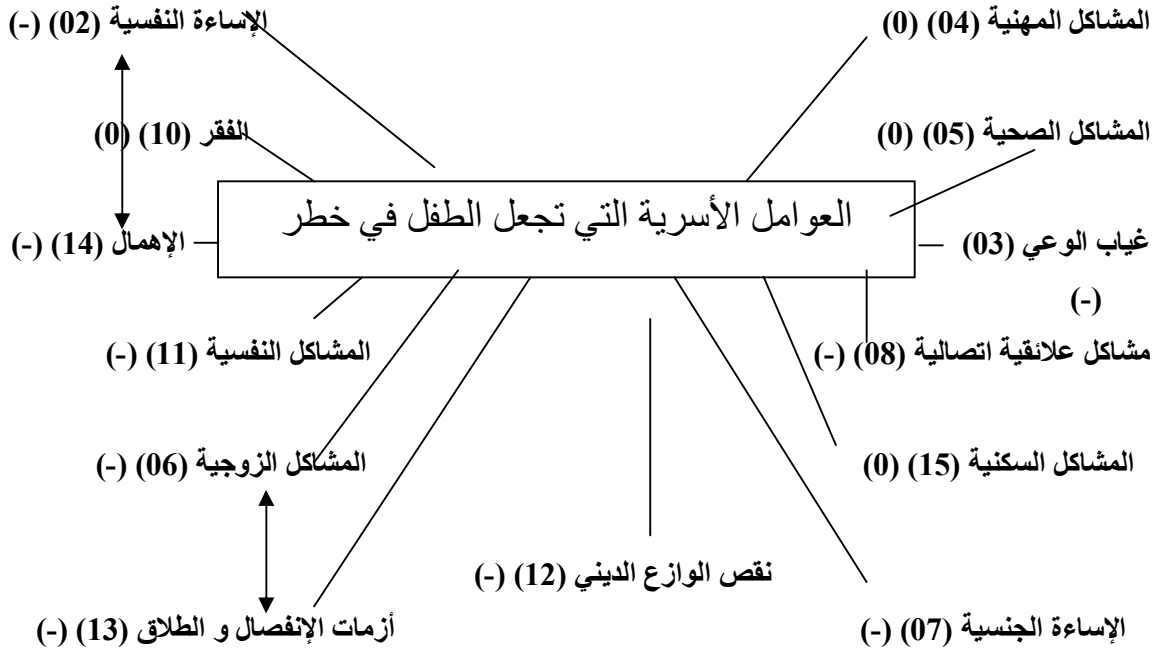 المشاكل المهنية (04) (0)
الإساءة النفسية (02) (-)
المشاكل الصحية (05) (0)
الفقر (10) (0)
العوامل الأسرية التي تجعل الطفل في خطر
غياب الوعي (03)
(-)
الإهمال (14) (-)
مشاكل علائقية اتصالية (08) (-)
المشاكل النفسية (11) (-)
المشاكل السكنية (15) (0)
المشاكل الزوجية (06) (-)
نقص الوازع الديني (12) (-)
الإساءة الجنسية (07) (-)
أزمات الإنفصال و الطلاق (13) (-)